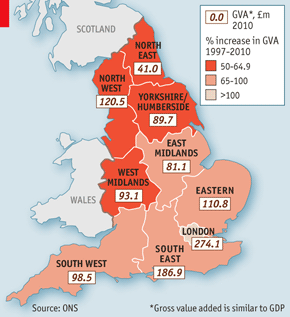 SCOTLAND
0.0 GVA*, £m
2010
% increase in GVA
1997-2010
50-64.9
65-100
>100
NORTH
EAST
41.0
NORTH
WEST
120.5
YORKSHIRE/
HUMBERSIDE
89.7
EAST
MIDLANDS
81.1
WEST
MIDLANDS
93.1
WALES
EASTERN
110.8
LONDON
274.1
SOUTH WEST
98.5
SOUTH
EAST
186.9
Source: ONS
*Gross value added is similar to GDP